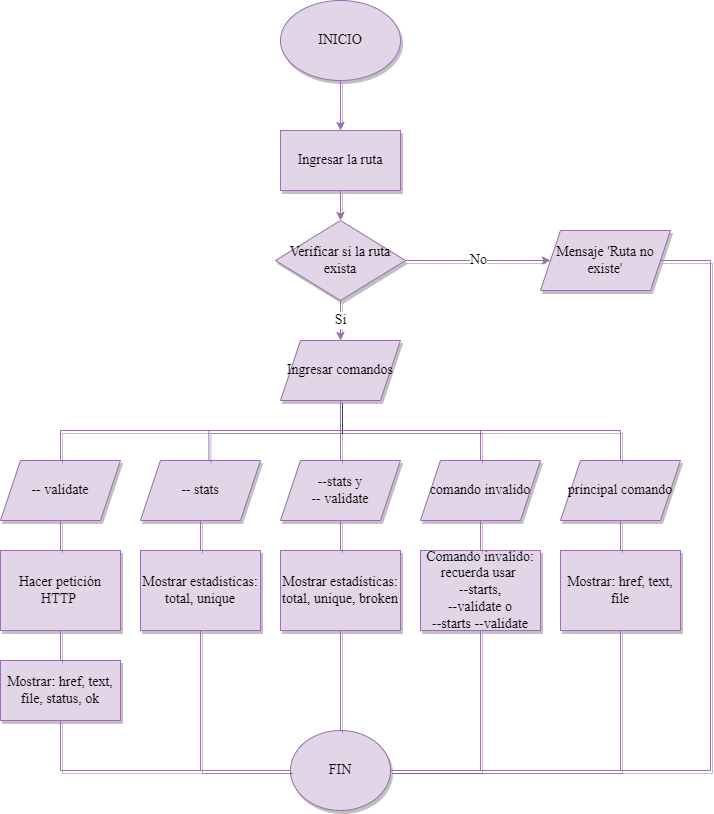 INICIO
Ingresar la ruta
Verificar si la ruta
exista
No
Mensaje 'Ruta no
existe'
Si
Ingresar comandos
-- validate
-- stats
--stats y
-- validate
comando invalido
principal comando
Hacer petición
HTTP
Mostrar estadisticas:
total, unique
Mostrar estadísticas:
total, unique, broken
Comando invalido:
recuerda usar
--starts,
--validate o
--starts --validate
Mostrar: href, text,
file
Mostrar: href, text,
file, status, ok
FIN